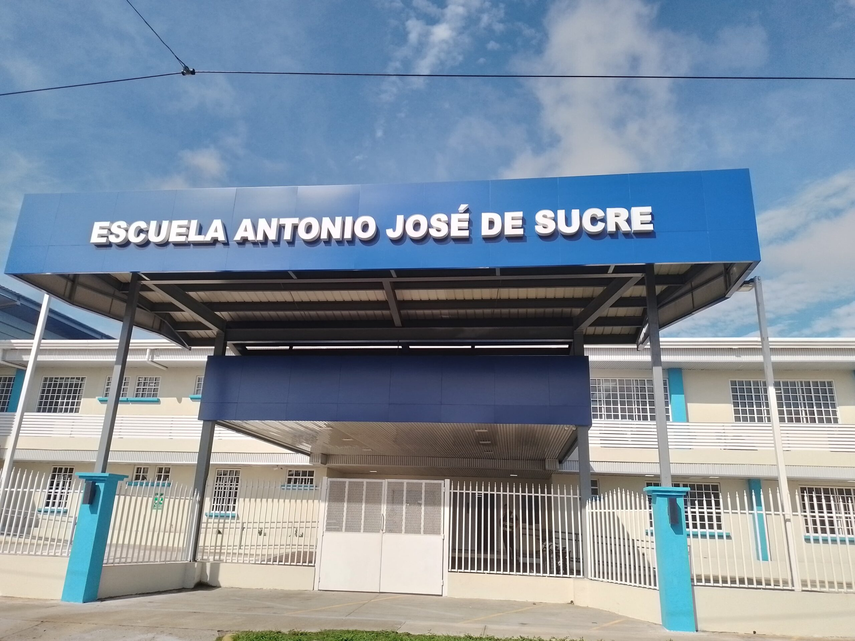 ESCUELA ANTONIO JOSÉ DE SUCRE